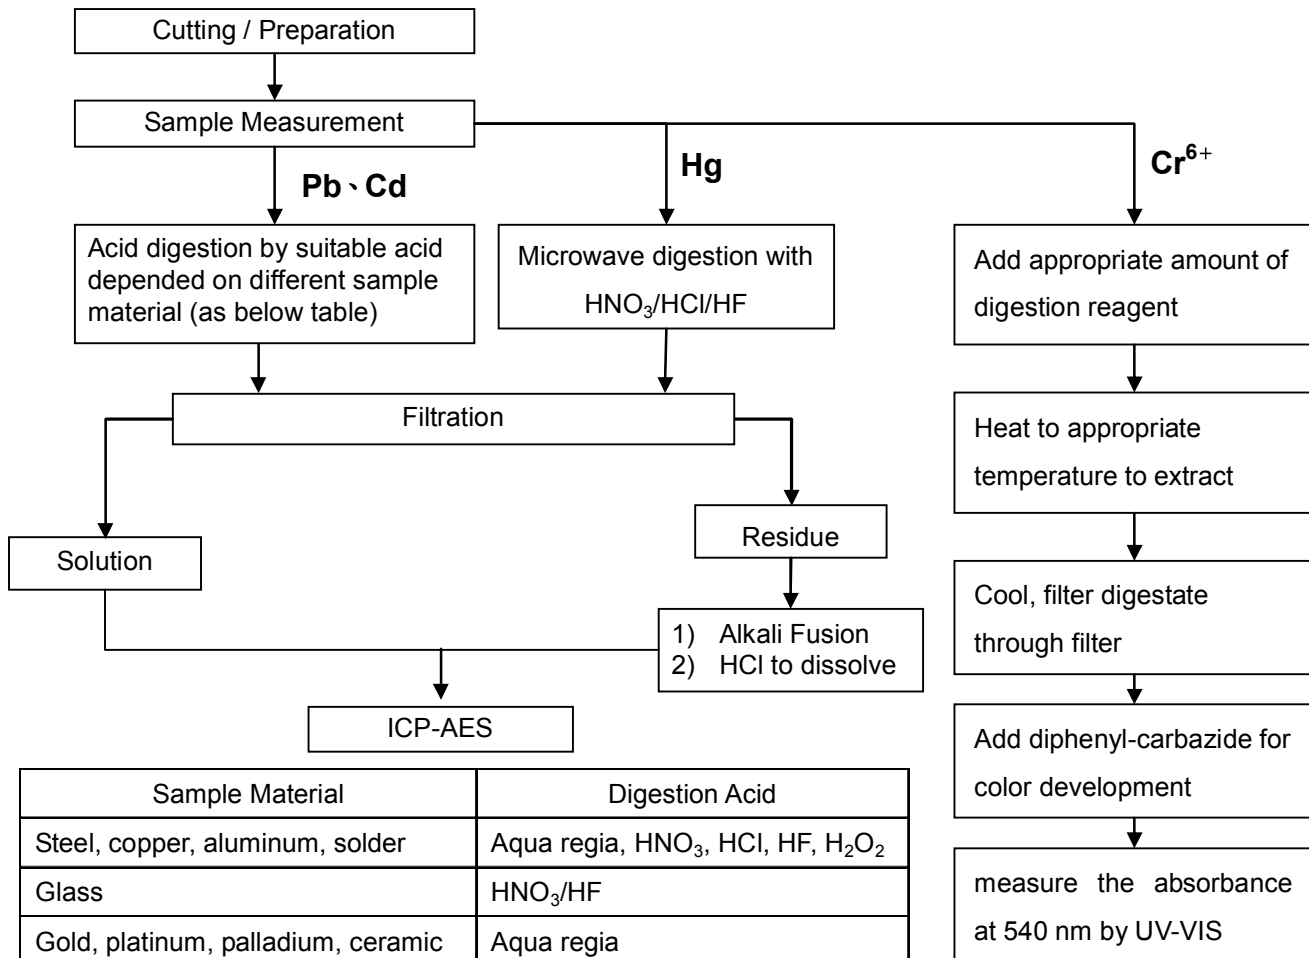 Cutting / Preparation
Sample Measurement
Pb、Cd
Hg
Cr⁶⁺
Acid digestion by suitable acid
depended on different sample
material (as below table)
Microwave digestion with
HNO₃/HCl/HF
Add appropriate amount of
digestion reagent
Filtration
Heat to appropriate
temperature to extract
Solution
Residue
Cool, filter digestate
through filter
1) Alkali Fusion
2) HCl to dissolve
ICP-AES
Add diphenyl-carbazide for
color development
measure the absorbance
at 540 nm by UV-VIS
Sample Material Digestion Acid
Steel, copper, aluminum, solder Aqua regia, HNO₃, HCl, HF, H₂O₂
Glass HNO₃/HF
Gold, platinum, palladium, ceramic Aqua regia